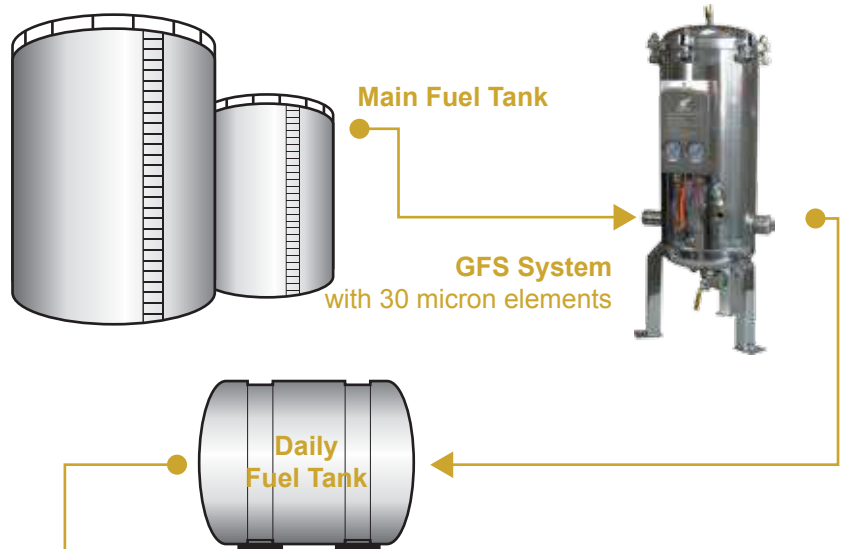 Main Fuel Tank
GFS System
with 30 micron elements
Daily
Fuel Tank